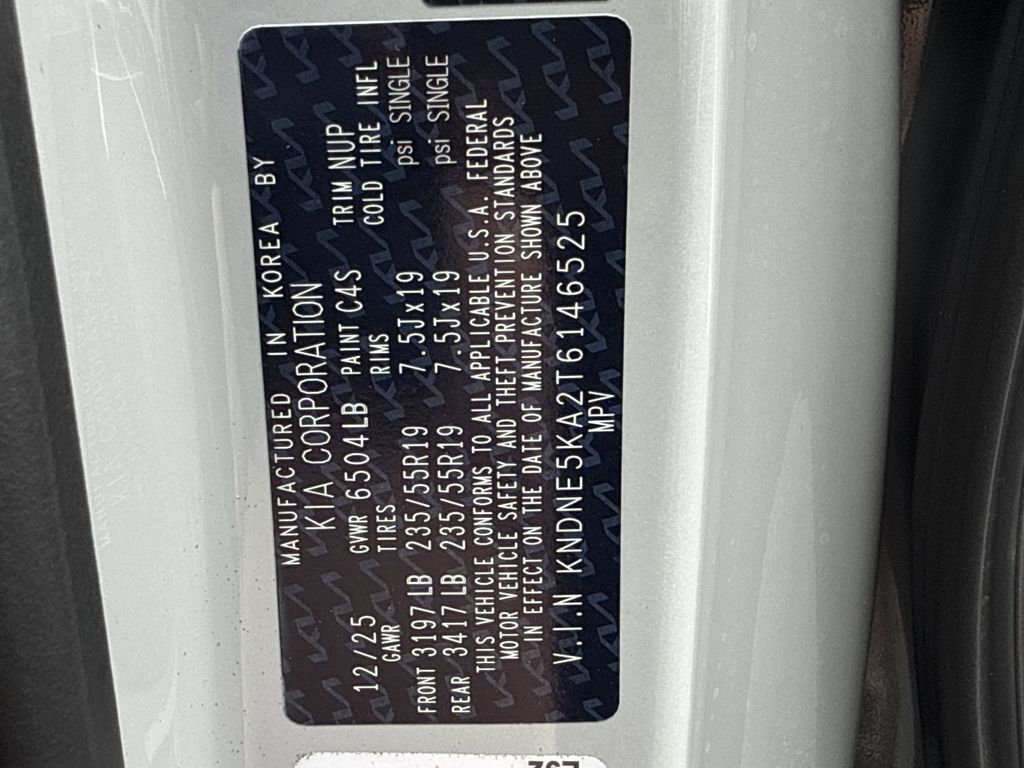 MANUFACTURED IN KOREA BY
KIA CORPORATION
12/25 GVWR 6504LB PAINT C4S TRIM NUP
GAWR TIRES RIMS COLD TIRE INFL
FRONT 3197LB 235/55R19 7.5Jx19 psi SINGLE
REAR 3417LB 235/55R19 7.5Jx19 psi SINGLE
THIS VEHICLE CONFORMS TO ALL APPLICABLE U.S.A. FEDERAL
MOTOR VEHICLE SAFETY AND THEFT PREVENTION STANDARDS
IN EFFECT ON THE DATE OF MANUFACTURE SHOWN ABOVE
V.I.N KNDNE5KA2T6146525
MPV